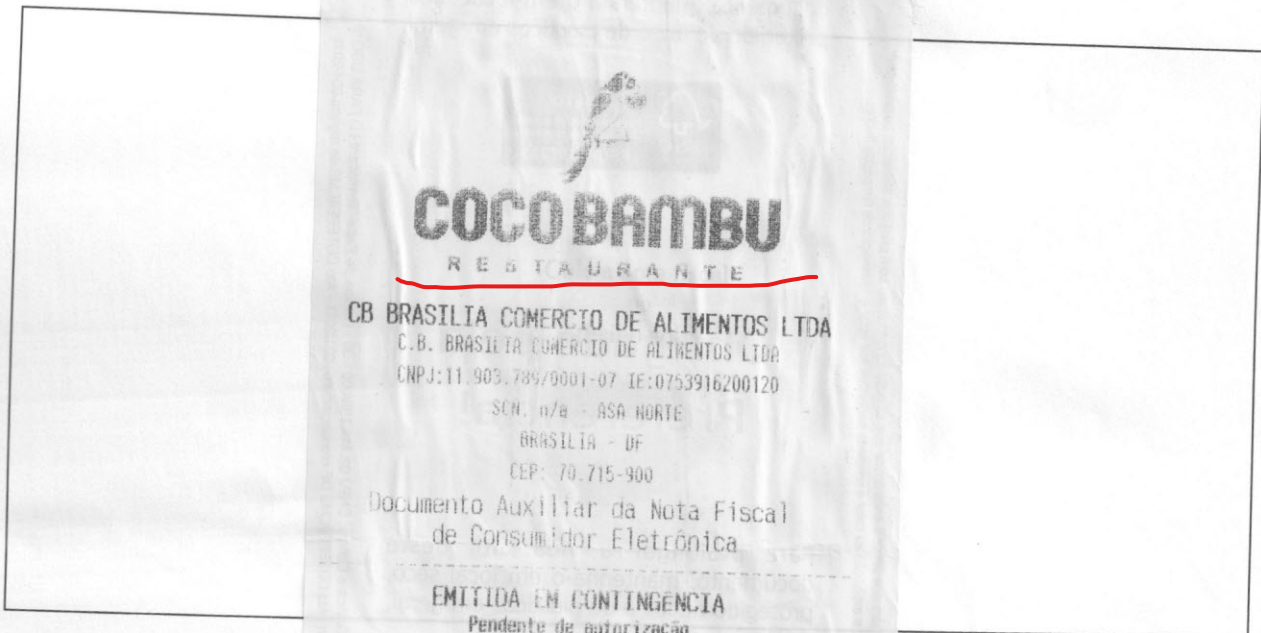 COCO BAMBU
RESTAURANTE
CB BRASILIA COMERCIO DE ALIMENTOS LTDA
C.B. BRASILIA COMERCIO DE ALIMENTOS LTDA
CNPJ:11.903.789/0001-07 IE:0753916200120
SCN. n/a - ASA NORTE
BRASILIA - DF
CEP: 70.715-900
Documento Auxiliar da Nota Fiscal
de Consumidor Eletrônica
EMITIDA EM CONTINGENCIA
Pendente de autorização